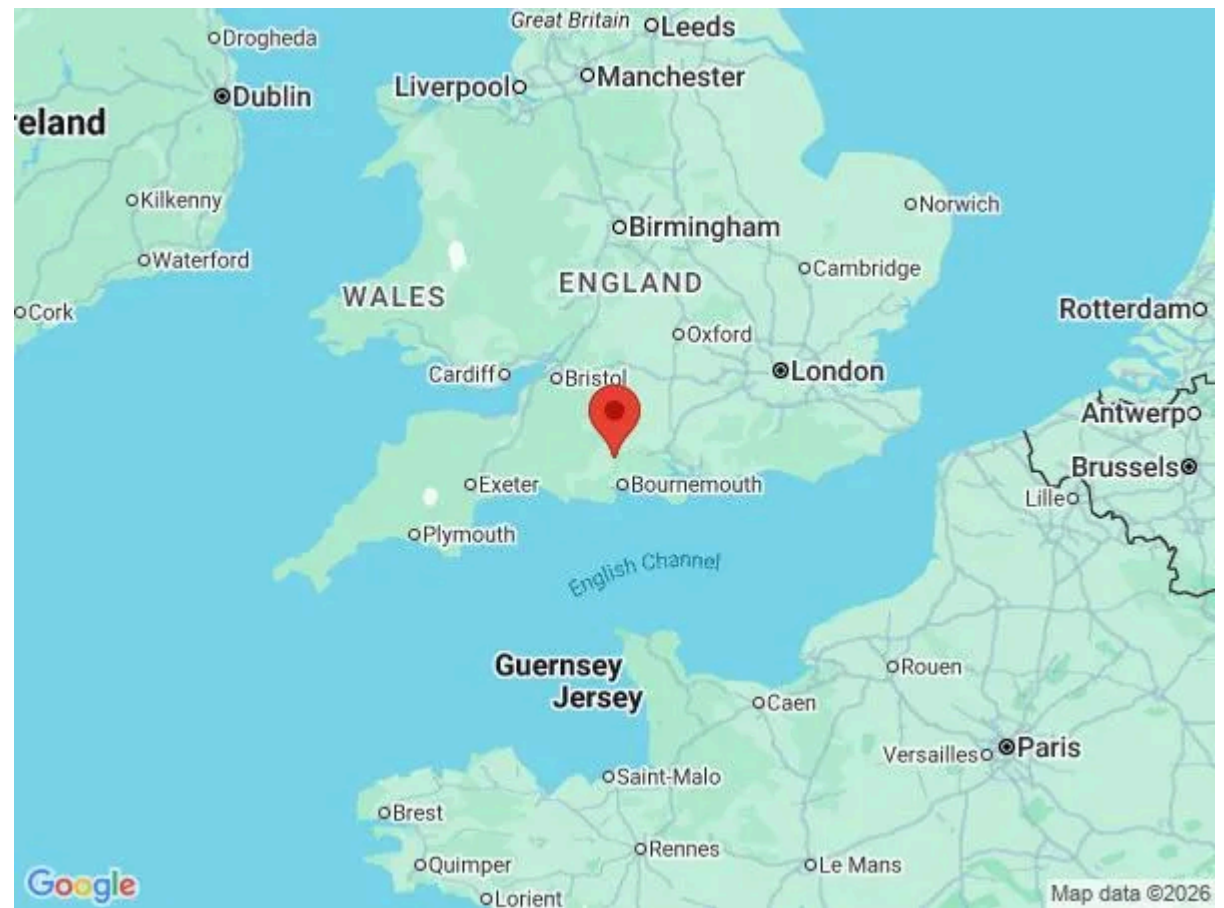 Great Britain
Leeds
Drogheda
Manchester
Liverpool
Dublin
reland
Kilkenny
Norwich
Birmingham
Waterford
Cambridge
ENGLAND
WALES
Cork
Rotterdam
Oxford
London
Cardiff
Bristol
Antwerp
Brussels
Exeter
Bournemouth
Lille
Plymouth
English Channel
Guernsey
Jersey
Rouen
Caen
Paris
Versailles
Saint-Malo
Brest
Rennes
Quimper
Le Mans
Google
Lorient
Map data ©2026